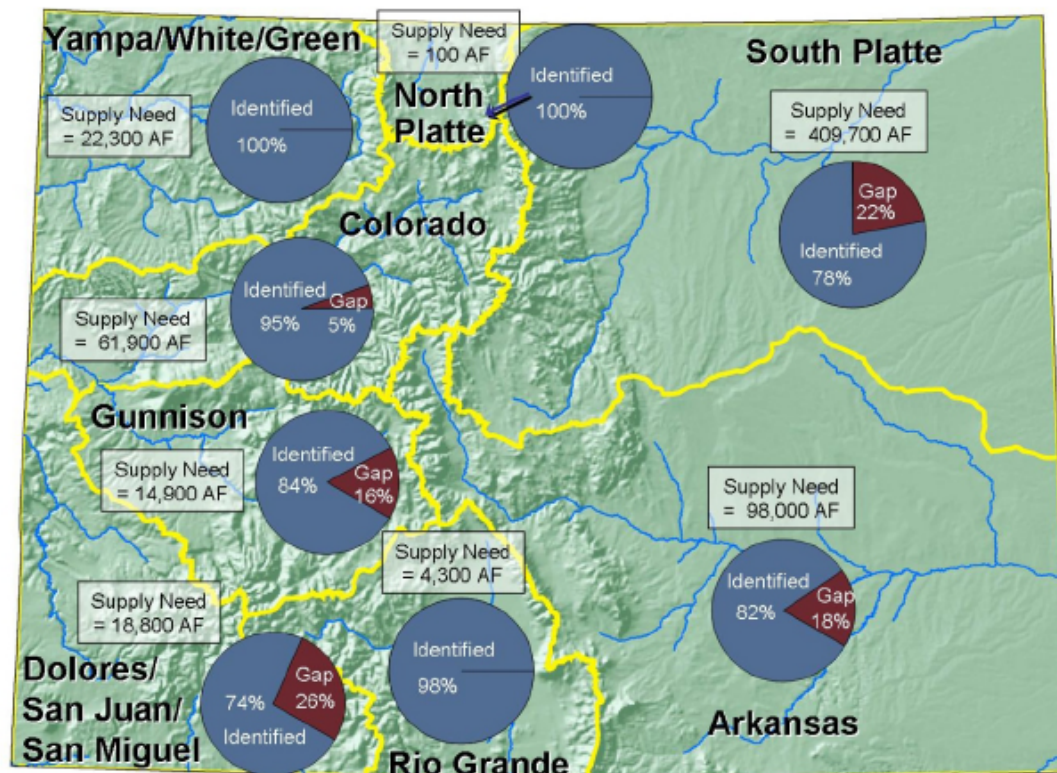 Yampa/White/Green
Supply Need
= 22,300 AF
Identified
100%
Supply Need
= 100 AF
North
Platte
Identified
100%
South Platte
Supply Need
= 409,700 AF
Gap
22%
Identified
78%
Colorado
Supply Need
= 61,900 AF
Identified
95%
Gap
5%
Gunnison
Supply Need
= 14,900 AF
Identified
84%
Gap
16%
Supply Need
= 98,000 AF
Identified
82%
Gap
18%
Arkansas
Supply Need
= 4,300 AF
Identified
98%
Rio Grande
Supply Need
= 18,800 AF
Gap
26%
74%
Identified
Dolores/
San Juan/
San Miguel